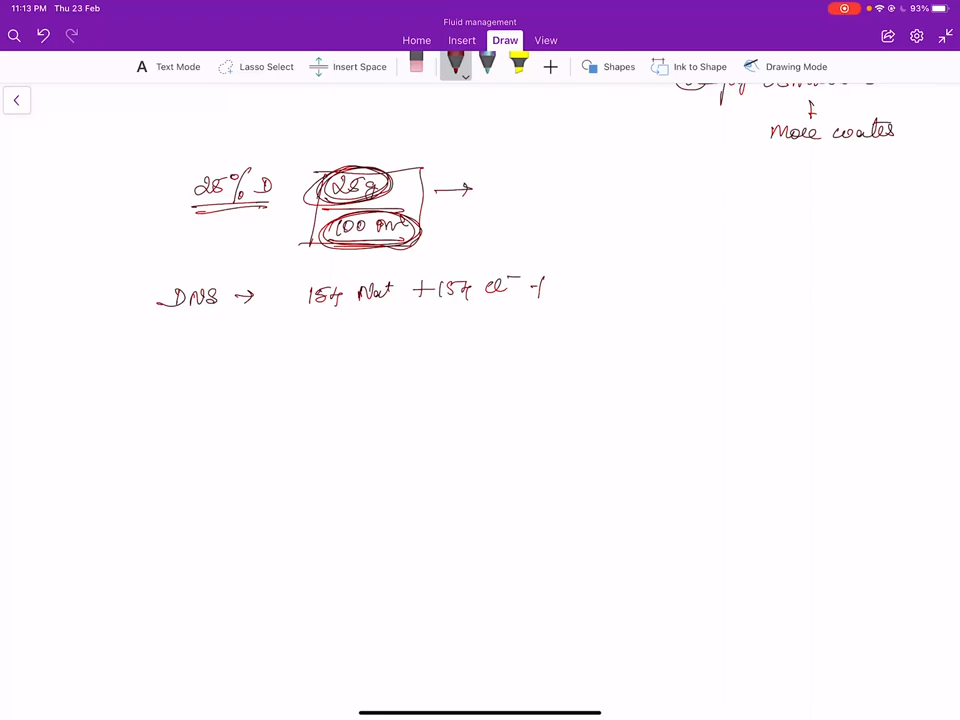 11:13 PM Thu 23 Feb
93%
Fluid management
Home Insert Draw View
Text Mode Lasso Select Insert Space Shapes Ink to Shape Drawing Mode
More water
25% D 25g →
100 ml
DNS → 154 Na+ + 154 Cl-